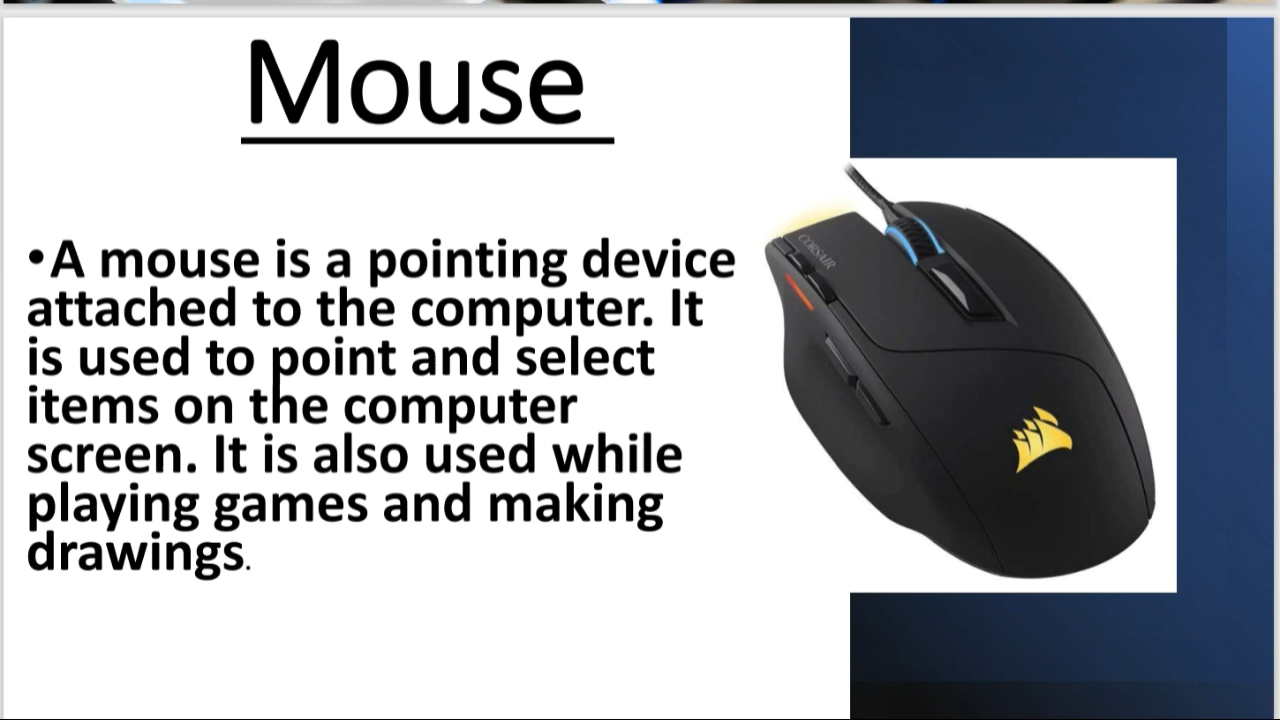 Mouse
•A mouse is a pointing device
attached to the computer. It
is used to point and select
items on the computer
screen. It is also used while
playing games and making
drawings.
CORSAIR